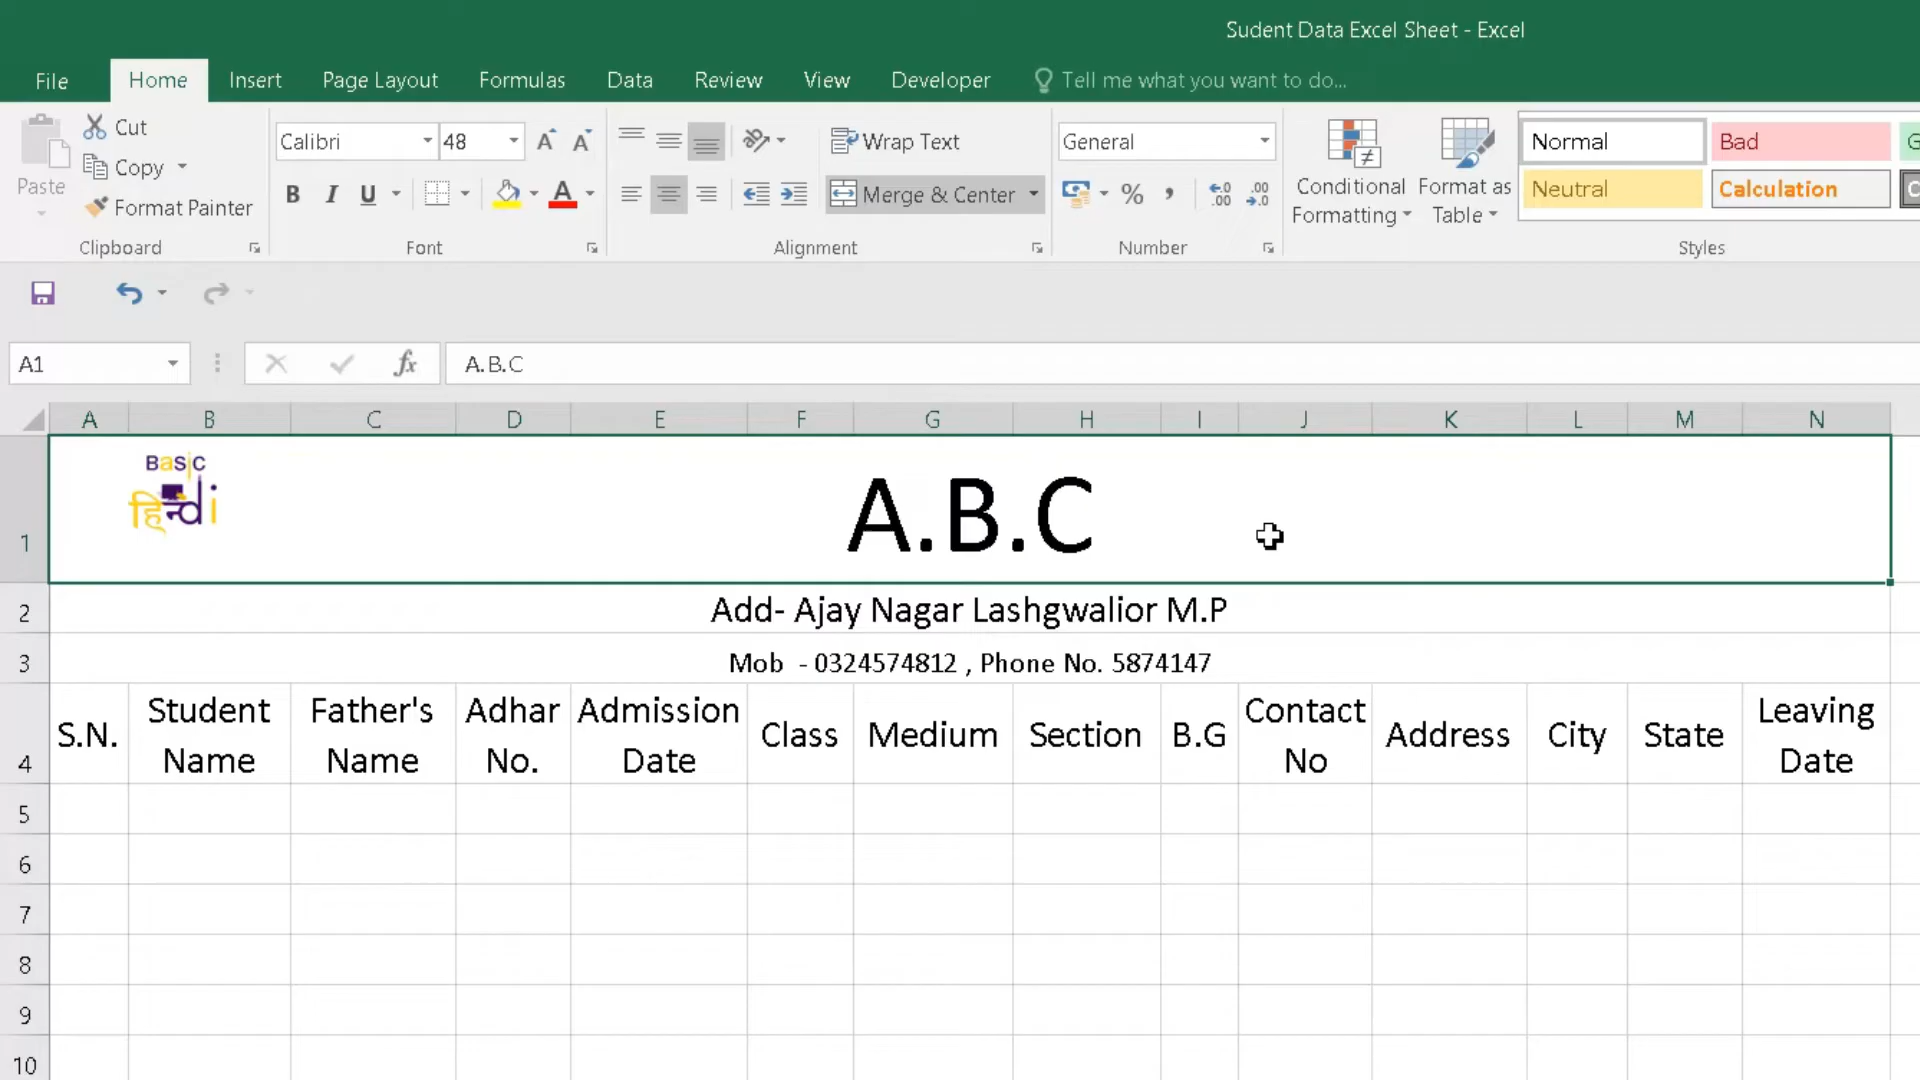 Sudent Data Excel Sheet - Excel
File Home Insert Page Layout Formulas Data Review View Developer Tell me what you want to do...
Paste
Cut
Copy
Format Painter
Clipboard
Calibri 48
B I U
Font
Wrap Text
Merge & Center
Alignment
General
Number
Conditional Formatting
Format as Table
Normal Bad
Neutral Calculation
Styles
A1 fx A.B.C
A B C D E F G H I J K L M N
Basic
हिन्दी
1 A.B.C
2 Add- Ajay Nagar Lashgwalior M.P
3 Mob - 0324574812 , Phone No. 5874147
4 S.N. Student Name Father's Name Adhar No. Admission Date Class Medium Section B.G Contact No Address City State Leaving Date
5
6
7
8
9
10